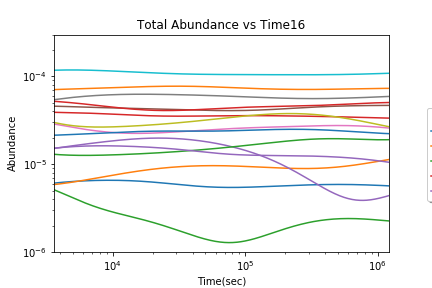 Total Abundance vs Time16
10⁻⁴
10⁻⁵
10⁻⁶
Abundance
10⁴ 10⁵ 10⁶
Time(sec)